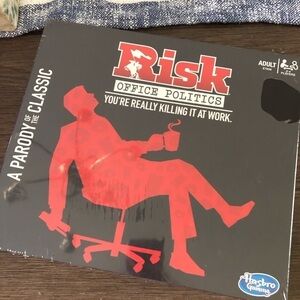 Risk
OFFICE POLITICS
YOU'RE REALLY KILLING IT AT WORK.
A PARODY OF THE CLASSIC
ADULT
Hasbro
Gaming